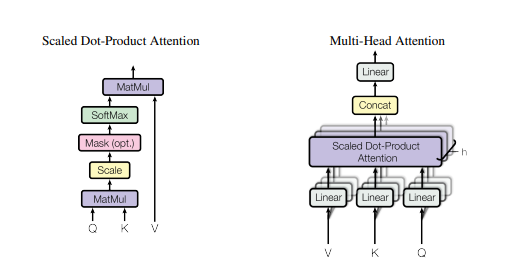 Scaled Dot-Product Attention
MatMul
SoftMax
Mask (opt.)
Scale
MatMul
Q K V
Multi-Head Attention
Linear
Concat
Scaled Dot-Product
Attention
h
Linear Linear Linear
V K Q